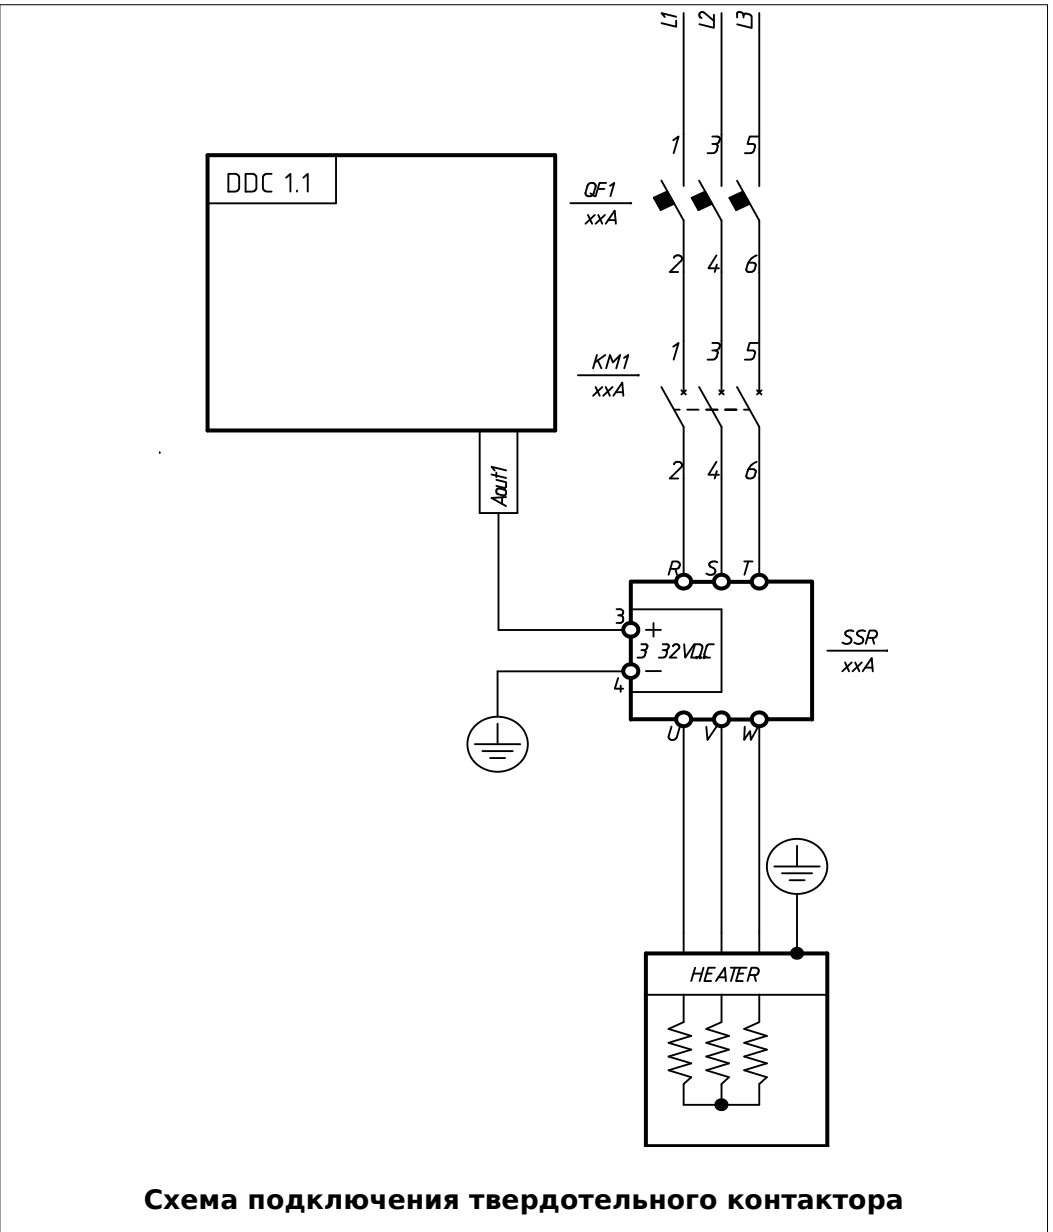 L1 L2 L3
1 3 5
DDC 1.1
QF1
xxA
2 4 6
1 3 5
KM1
xxA
2 4 6
Aout1
R S T
3
+
3 32VDC
−
4
SSR
xxA
U V W
HEATER
Схема подключения твердотельного контактора